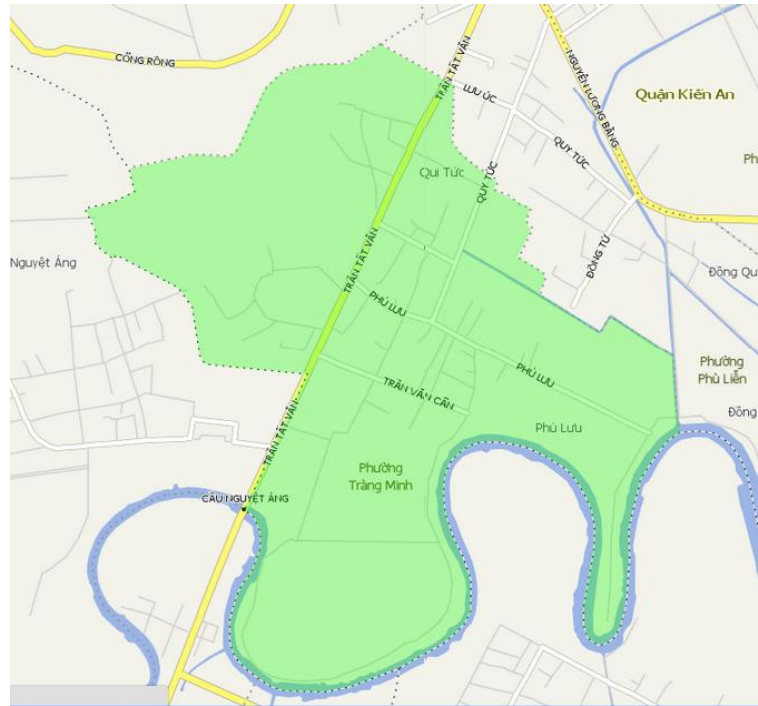 CỐNG RỒNG
TRẦN TẤT VĂN
LƯU ÚC
NGUYỄN LƯƠNG BẰNG
Quận Kiến An
QUY TỨC
Ph
Qui Tức
QUY TỨC
TRẦN TẤT VĂN
Nguyệt Áng
ĐỒNG TỬ
Đồng Qu
PHÙ LƯU
Phường
Phù Liễn
PHÙ LƯU
TRẦN VĂN CẨN
Đồng
Phù Lưu
TRẦN TẤT VĂN
Phường
Tràng Minh
CẦU NGUYỆT ÁNG